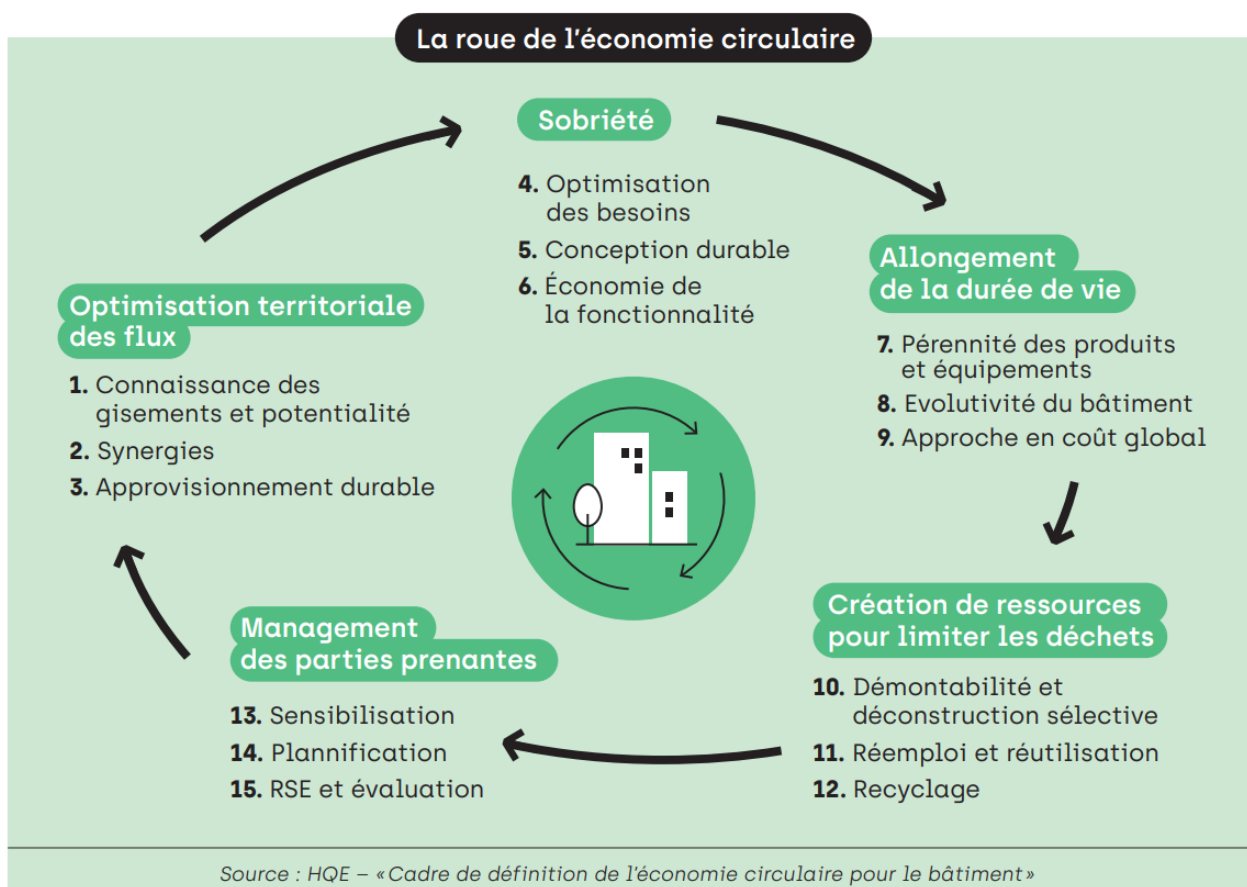 La roue de l'économie circulaire
Sobriété
4. Optimisation
des besoins
5. Conception durable
6. Économie de
la fonctionnalité
Allongement
de la durée de vie
7. Pérennité des produits
et équipements
8. Evolutivité du bâtiment
9. Approche en coût global
Création de ressources
pour limiter les déchets
10. Démontabilité et
déconstruction sélective
11. Réemploi et réutilisation
12. Recyclage
Management
des parties prenantes
13. Sensibilisation
14. Plannification
15. RSE et évaluation
Optimisation territoriale
des flux
1. Connaissance des
gisements et potentialité
2. Synergies
3. Approvisionnement durable
Source : HQE – «Cadre de définition de l'économie circulaire pour le bâtiment»